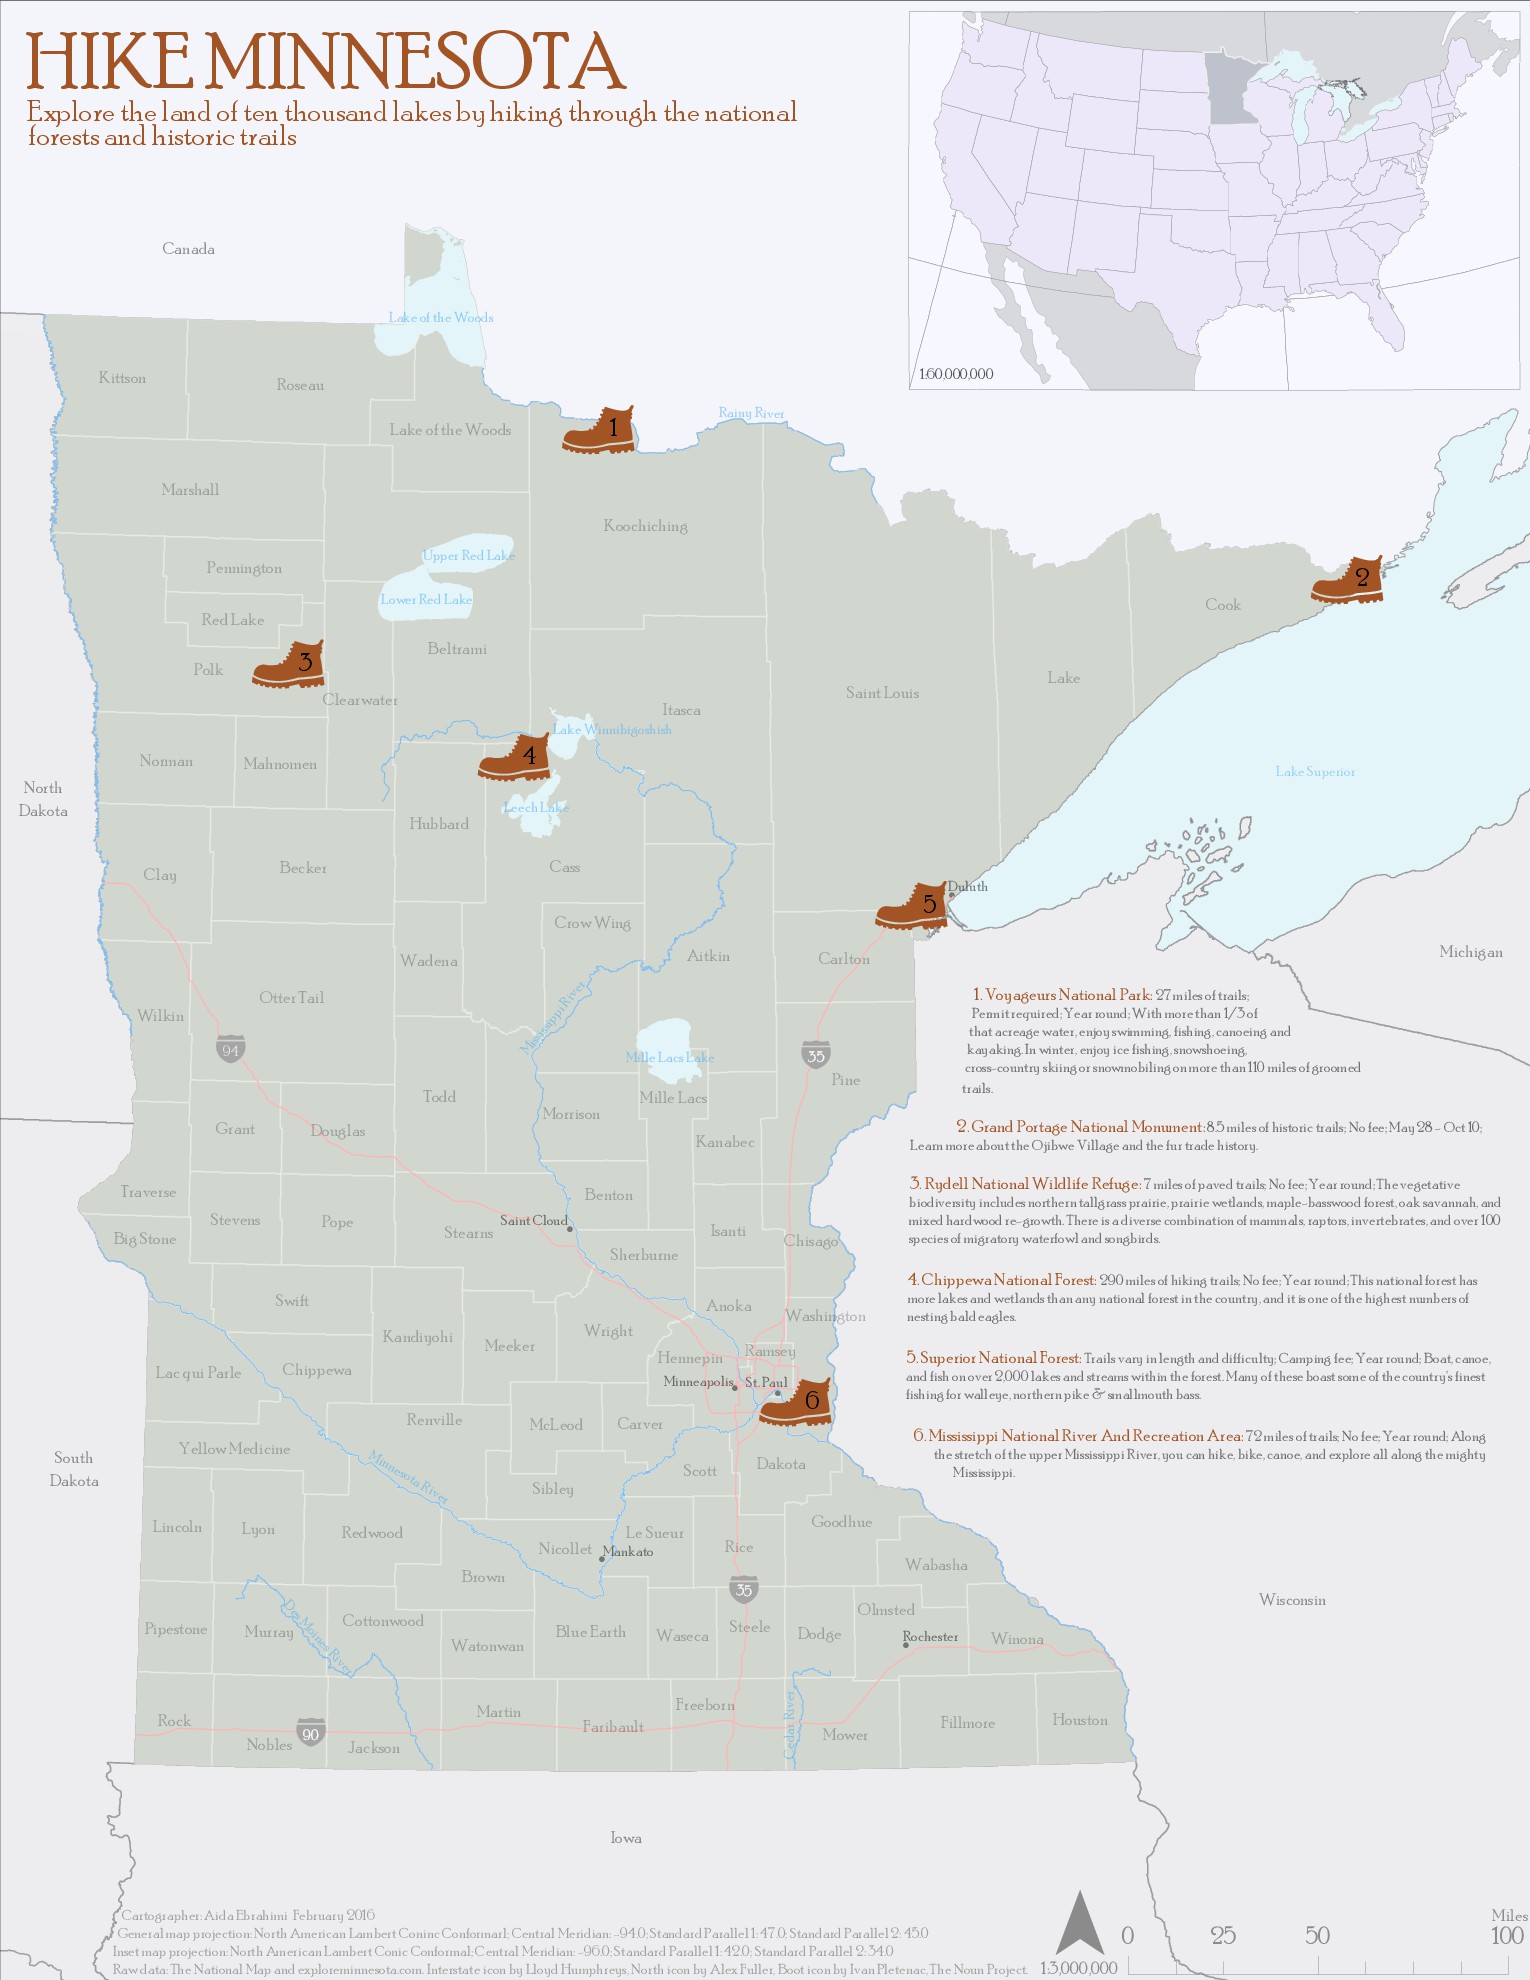 HIKE MINNESOTA
Explore the land of ten thousand lakes by hiking through the national
forests and historic trails
1:60,000,000
Canada
Lake of the Woods
Kittson
Roseau
Lake of the Woods
Rainy River
1
Marshall
Koochiching
Upper Red Lake
Pennington
2
Lower Red Lake
Cook
Red Lake
Beltrami
3
Polk
Lake
Clearwater
Saint Louis
Itasca
Lake Winnibigoshish
4
Norman
Mahnomen
Lake Superior
North
Dakota
Leech Lake
Hubbard
Cass
Becker
Clay
Duluth
5
Crow Wing
Aitkin
Wadena
Carlton
Michigan
Otter Tail
Wilkin
Mississippi River
94
35
Mille Lacs Lake
Pine
Todd
Mille Lacs
Morrison
Grant
Douglas
Kanabec
1. Voyageurs National Park: 27 miles of trails;
Permit required; Year round; With more than 1/3 of
that acreage water, enjoy swimming, fishing, canoeing and
kayaking. In winter, enjoy ice fishing, snowshoeing,
cross-country skiing or snowmobiling on more than 110 miles of groomed
trails.
2. Grand Portage National Monument: 8.5 miles of historic trails; No fee; May 28 - Oct 10;
Learn more about the Ojibwe Village and the fur trade history.
3. Rydell National Wildlife Refuge: 7 miles of paved trails; No fee; Year round; The vegetative
biodiversity includes northern tallgrass prairie, prairie wetlands, maple-basswood forest, oak savannah, and
mixed hardwood re-growth. There is a diverse combination of mammals, raptors, invertebrates, and over 100
species of migratory waterfowl and songbirds.
4. Chippewa National Forest: 290 miles of hiking trails; No fee; Year round; This national forest has
more lakes and wetlands than any national forest in the country, and it is one of the highest numbers of
nesting bald eagles.
5. Superior National Forest: Trails vary in length and difficulty; Camping fee; Year round; Boat, canoe,
and fish on over 2,000 lakes and streams within the forest. Many of these boast some of the country's finest
fishing for walleye, northern pike & smallmouth bass.
6. Mississippi National River And Recreation Area: 72 miles of trails; No fee; Year round; Along
the stretch of the upper Mississippi River, you can hike, bike, canoe, and explore all along the mighty
Mississippi.
Traverse
Benton
Stevens
Pope
Saint Cloud
Stearns
Isanti
Big Stone
Chisago
Sherburne
Swift
Anoka
Washington
Kandiyohi
Wright
Meeker
Ramsey
Hennepin
Lac qui Parle
Chippewa
Minneapolis
St. Paul
6
Renville
McLeod
Carver
Yellow Medicine
South
Dakota
Minnesota River
Scott
Dakota
Sibley
Lincoln
Lyon
Redwood
Le Sueur
Goodhue
Nicollet
Mankato
Rice
Wabasha
Brown
35
Wisconsin
Des Moines River
Cottonwood
Olmsted
Pipestone
Murray
Watonwan
Blue Earth
Waseca
Steele
Dodge
Rochester
Winona
Rock
Martin
Freeborn
Cedar River
Houston
Fillmore
Faribault
90
Nobles
Jackson
Mower
Iowa
Cartographer: Aida Ebrahimi February 2016
General map projection: North American Lambert Coninc Conformarl; Central Meridian: -94.0; Standard Parallel 1: 47.0; Standard Parallel 2: 45.0
Inset map projection: North American Lambert Conic Conformal; Central Meridian: -96.0; Standard Parallel 1: 42.0; Standard Parallel 2: 34.0
Raw data: The National Map and exploreminnesota.com. Interstate icon by Lloyd Humphreys, North icon by Alex Fuller, Boot icon by Ivan Pletenac, The Noun Project.
1:3,000,000
Miles
0 25 50 100